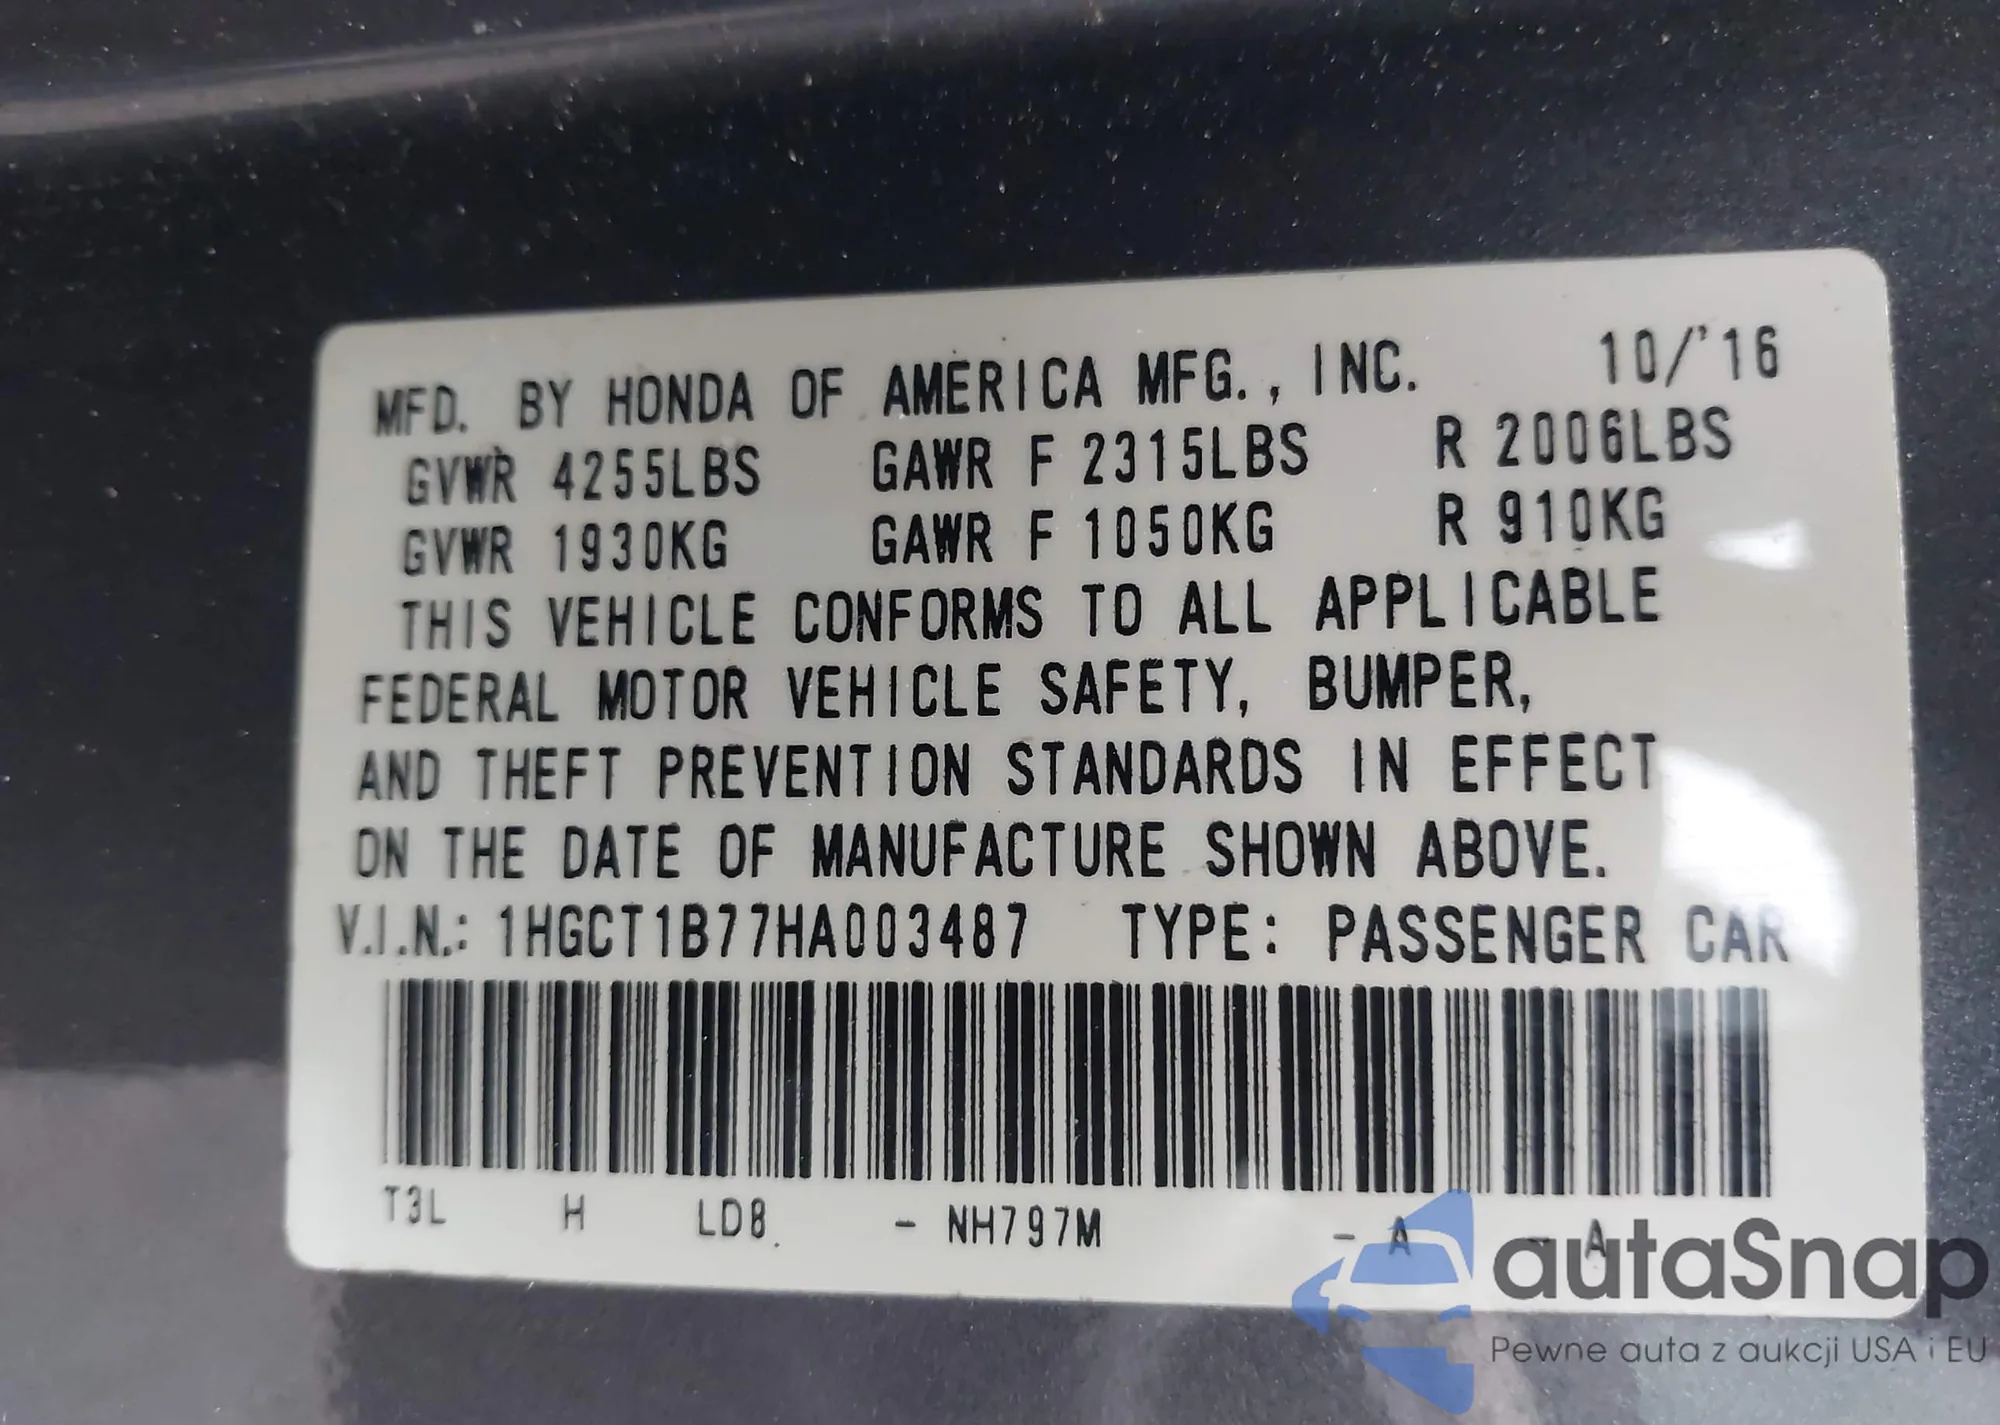 MFD. BY HONDA OF AMERICA MFG., INC. 10/'16
GVWR 4255LBS GAWR F 2315LBS R 2006LBS
GVWR 1930KG GAWR F 1050KG R 910KG
THIS VEHICLE CONFORMS TO ALL APPLICABLE
FEDERAL MOTOR VEHICLE SAFETY, BUMPER,
AND THEFT PREVENTION STANDARDS IN EFFECT
ON THE DATE OF MANUFACTURE SHOWN ABOVE.
V.I.N.: 1HGCT1B77HA003487 TYPE: PASSENGER CAR
T3L H LD8 - NH797M - A - A
autaSnap
Pewne auta z aukcji USA i EU